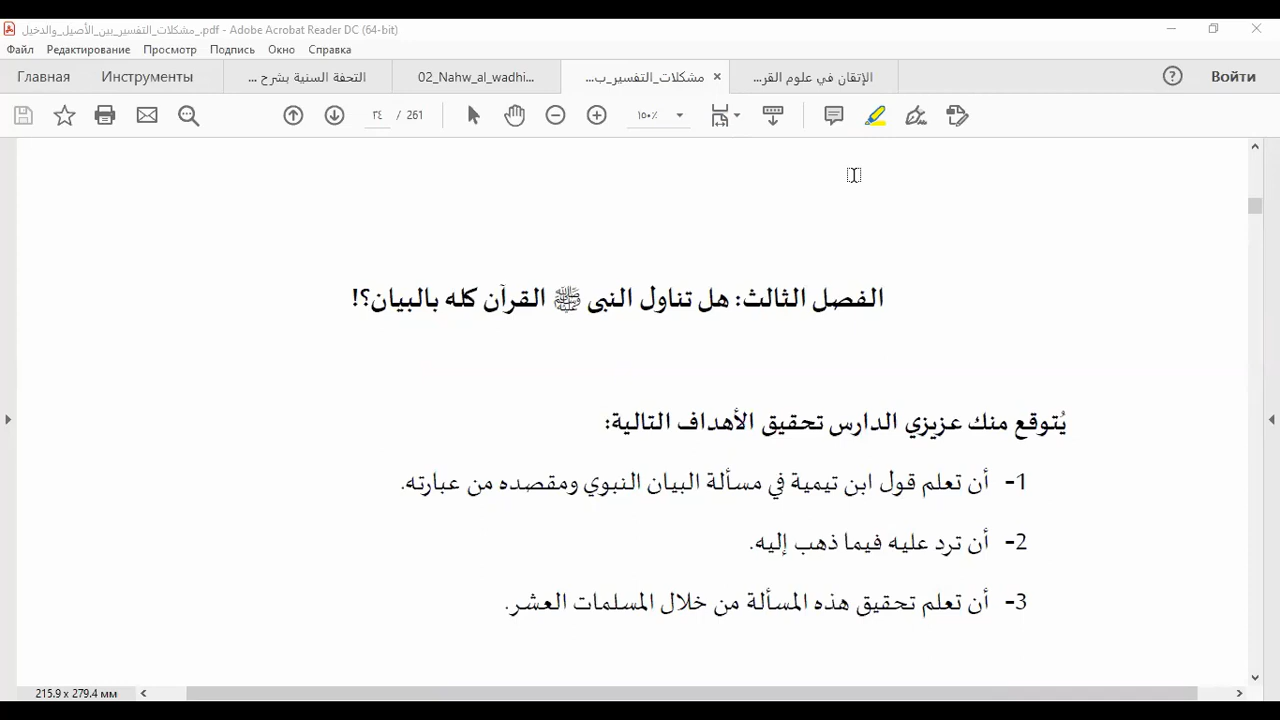 مشكلات_التفسير_بين_الأصيل_والدخيل_.pdf - Adobe Acrobat Reader DC (64-bit)
Файл Редактирование Просмотр Подпись Окно Справка
Главная Инструменты التحفة السنية بشرح ... 02_Nahw_al_wadhi... مشكلات_التفسير_ب... × الإتقان في علوم القر... Войти
٣٤ / 261 ١٥٠٪
الفصل الثالث: هل تناول النبى ﷺ القرآن كله بالبيان؟!
يُتوقع منك عزيزي الدارس تحقيق الأهداف التالية:
1- أن تعلم قول ابن تيمية في مسألة البيان النبوي ومقصده من عبارته.
2- أن ترد عليه فيما ذهب إليه.
3- أن تعلم تحقيق هذه المسألة من خلال المسلمات العشر.
215.9 x 279.4 мм